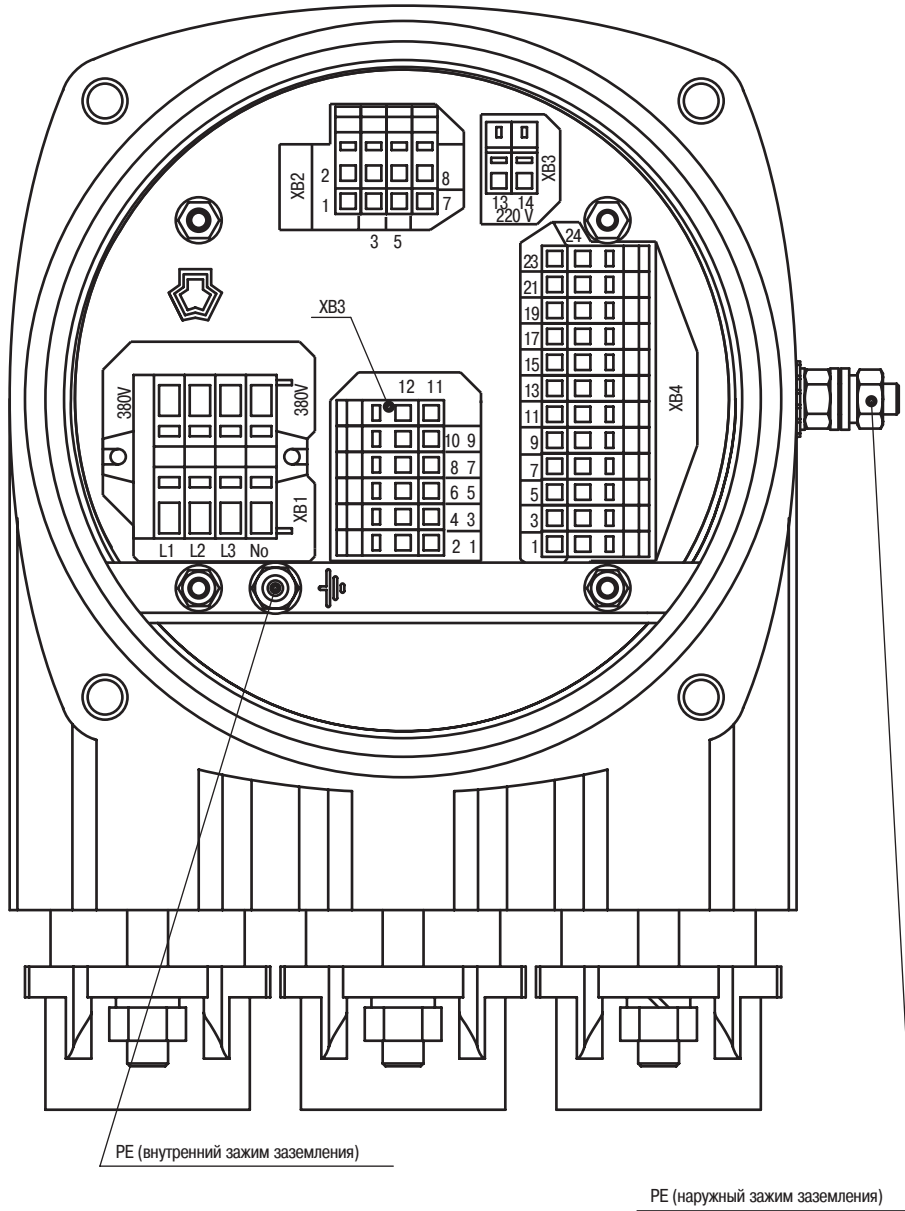 XB2
2
8
1
7
3 5
XB3
13 14
220 V
24
23
21
19
17
15
13
11
9
7
5
3
1
XB4
XB3
12 11
10 9
8 7
6 5
4 3
2 1
380V
380V
XB1
L1 L2 L3 No
PE (внутренний зажим заземления)
PE (наружный зажим заземления)